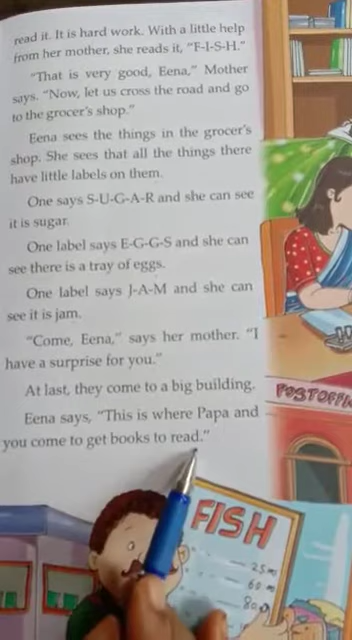 read it. It is hard work. With a little help
from her mother, she reads it, "F-I-S-H."
"That is very good, Eena," Mother
says. "Now, let us cross the road and go
to the grocer's shop."
Eena sees the things in the grocer's
shop. She sees that all the things there
have little labels on them.
One says S-U-G-A-R and she can see
it is sugar.
One label says E-G-G-S and she can
see there is a tray of eggs.
One label says J-A-M and she can
see it is jam.
"Come, Eena," says her mother. "I
have a surprise for you."
At last, they come to a big building.
Eena says, "This is where Papa and
you come to get books to read."
POSTOFFI
FISH
25
60
80